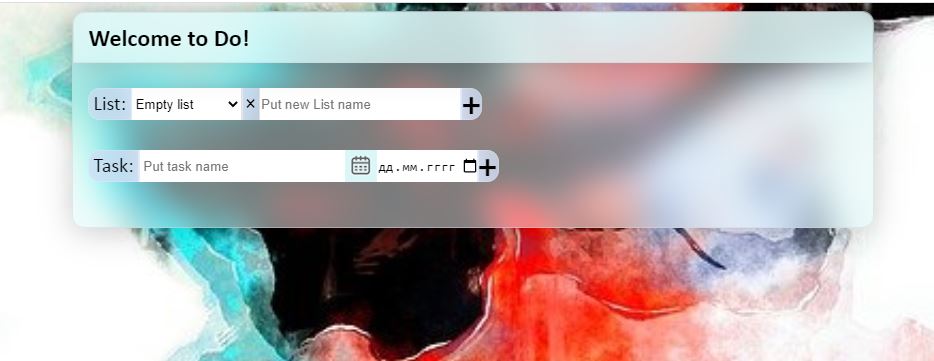 Welcome to Do!
List: Empty list × Put new List name +
Task: Put task name дд.мм.гггг +